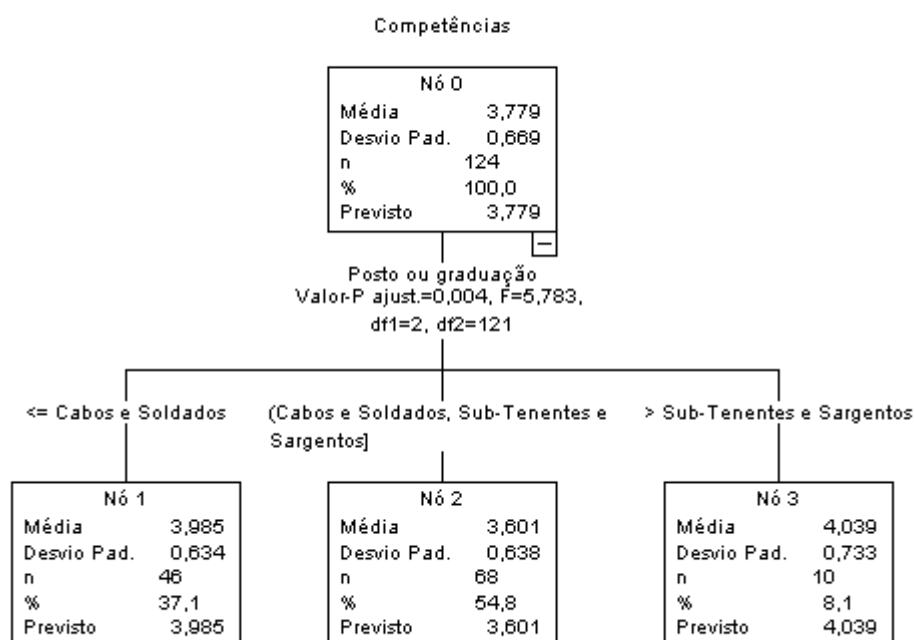 Competências
Nó 0
Média 3,779
Desvio Pad. 0,669
n 124
% 100,0
Previsto 3,779
Posto ou graduação
Valor-P ajust.=0,004, F=5,783,
df1=2, df2=121
<= Cabos e Soldados
(Cabos e Soldados, Sub-Tenentes e
Sargentos]
> Sub-Tenentes e Sargentos
Nó 1
Média 3,985
Desvio Pad. 0,634
n 46
% 37,1
Previsto 3,985
Nó 2
Média 3,601
Desvio Pad. 0,638
n 68
% 54,8
Previsto 3,601
Nó 3
Média 4,039
Desvio Pad. 0,733
n 10
% 8,1
Previsto 4,039